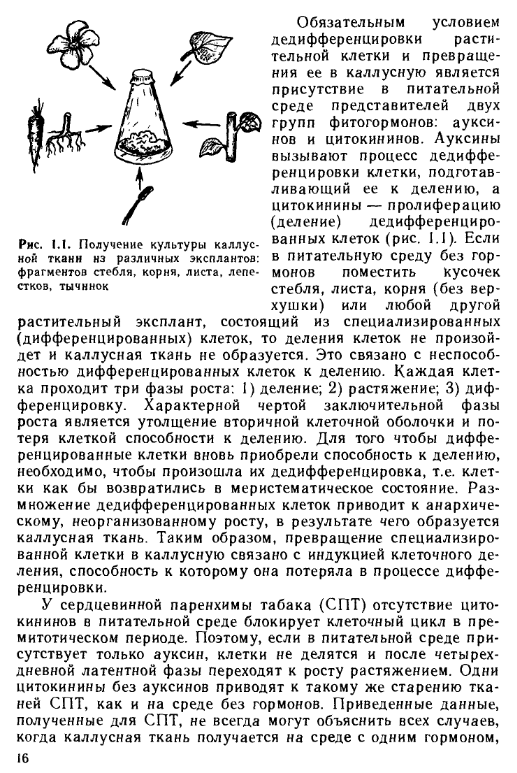 Обязательным условием
дедифференцировки расти-
тельной клетки и превраще-
ния ее в каллусную является
присутствие в питательной
среде представителей двух
групп фитогормонов: аукси-
нов и цитокининов. Ауксины
вызывают процесс дедиффе-
ренцировки клетки, подготав-
ливающий ее к делению, а
цитокинины — пролиферацию
(деление) дедифференциро-
ванных клеток (рис. 1.1). Если
в питательную среду без гор-
монов поместить кусочек
стебля, листа, корня (без вер-
хушки) или любой другой
Рис. 1.1. Получение культуры каллус-
ной ткани из различных эксплантов:
фрагментов стебля, корня, листа, лепе-
стков, тычинок
растительный эксплант, состоящий из специализированных
(дифференцированных) клеток, то деления клеток не произой-
дет и каллусная ткань не образуется. Это связано с неспособ-
ностью дифференцированных клеток к делению. Каждая клет-
ка проходит три фазы роста: 1) деление; 2) растяжение; 3) диф-
ференцировку. Характерной чертой заключительной фазы
роста является утолщение вторичной клеточной оболочки и по-
теря клеткой способности к делению. Для того чтобы диффе-
ренцированные клетки вновь приобрели способность к делению,
необходимо, чтобы произошла их дедифференцировка, т.е. клет-
ки как бы возвратились в меристематическое состояние. Раз-
множение дедифференцированных клеток приводит к анархиче-
скому, неорганизованному росту, в результате чего образуется
каллусная ткань. Таким образом, превращение специализиро-
ванной клетки в каллусную связано с индукцией клеточного де-
ления, способность к которому она потеряла в процессе диффе-
ренцировки.
У сердцевинной паренхимы табака (СПТ) отсутствие цито-
кининов в питательной среде блокирует клеточный цикл в пре-
митотическом периоде. Поэтому, если в питательной среде при-
сутствует только ауксин, клетки не делятся и после четырех-
дневной латентной фазы переходят к росту растяжением. Одни
цитокинины без ауксинов приводят к такому же старению тка-
ней СПТ, как и на среде без гормонов. Приведенные данные,
полученные для СПТ, не всегда могут объяснить всех случаев,
когда каллусная ткань получается на среде с одним гормоном,
16